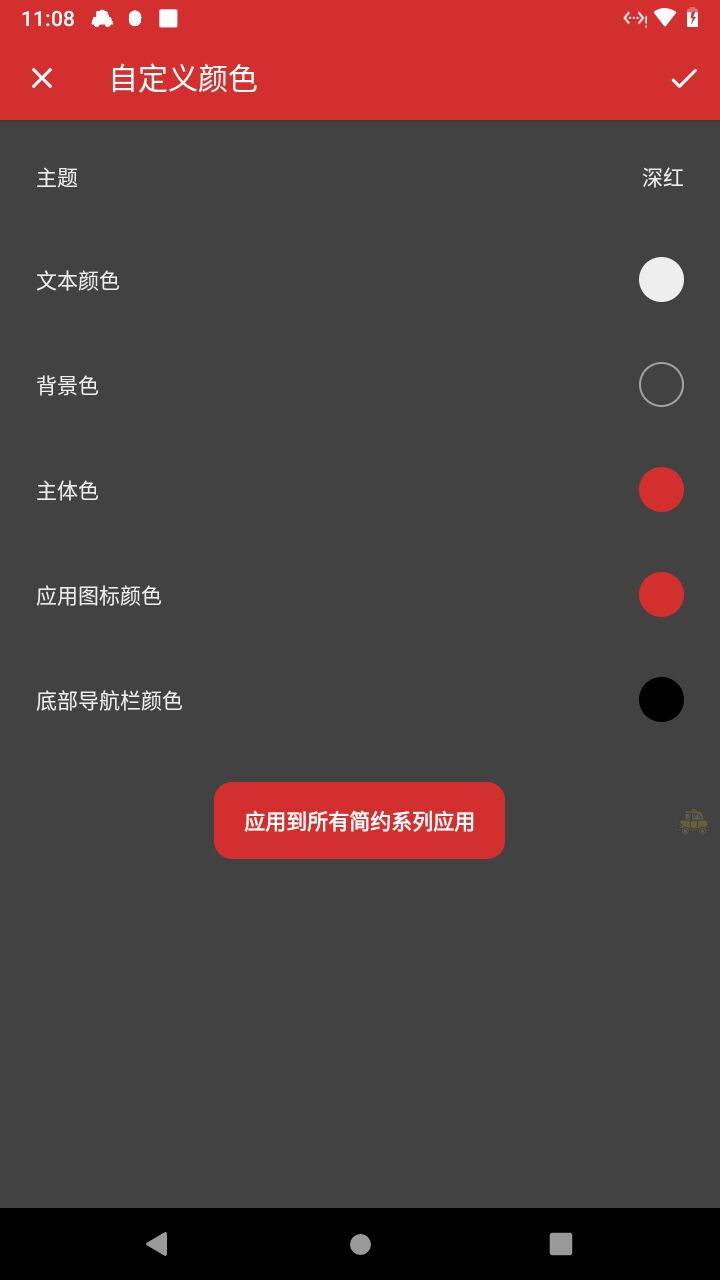 11:08
自定义颜色
主题
深红
文本颜色
背景色
主体色
应用图标颜色
底部导航栏颜色
应用到所有简约系列应用